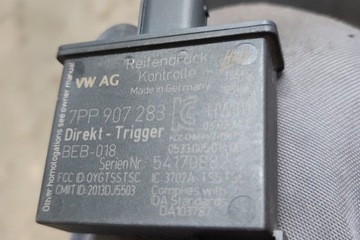 Other homologations see owner manual
VW AG
Reifendruck
Kontrolle
Made in Germany
7PP 907 283
Direkt - Trigger
BEB-018
Serien Nr.:
FCC ID:OYGTSSTSC
IC:3702A-TSSTSC
CMIIT ID:2013DJ5503
Complies with
IDA Standards
DA103787